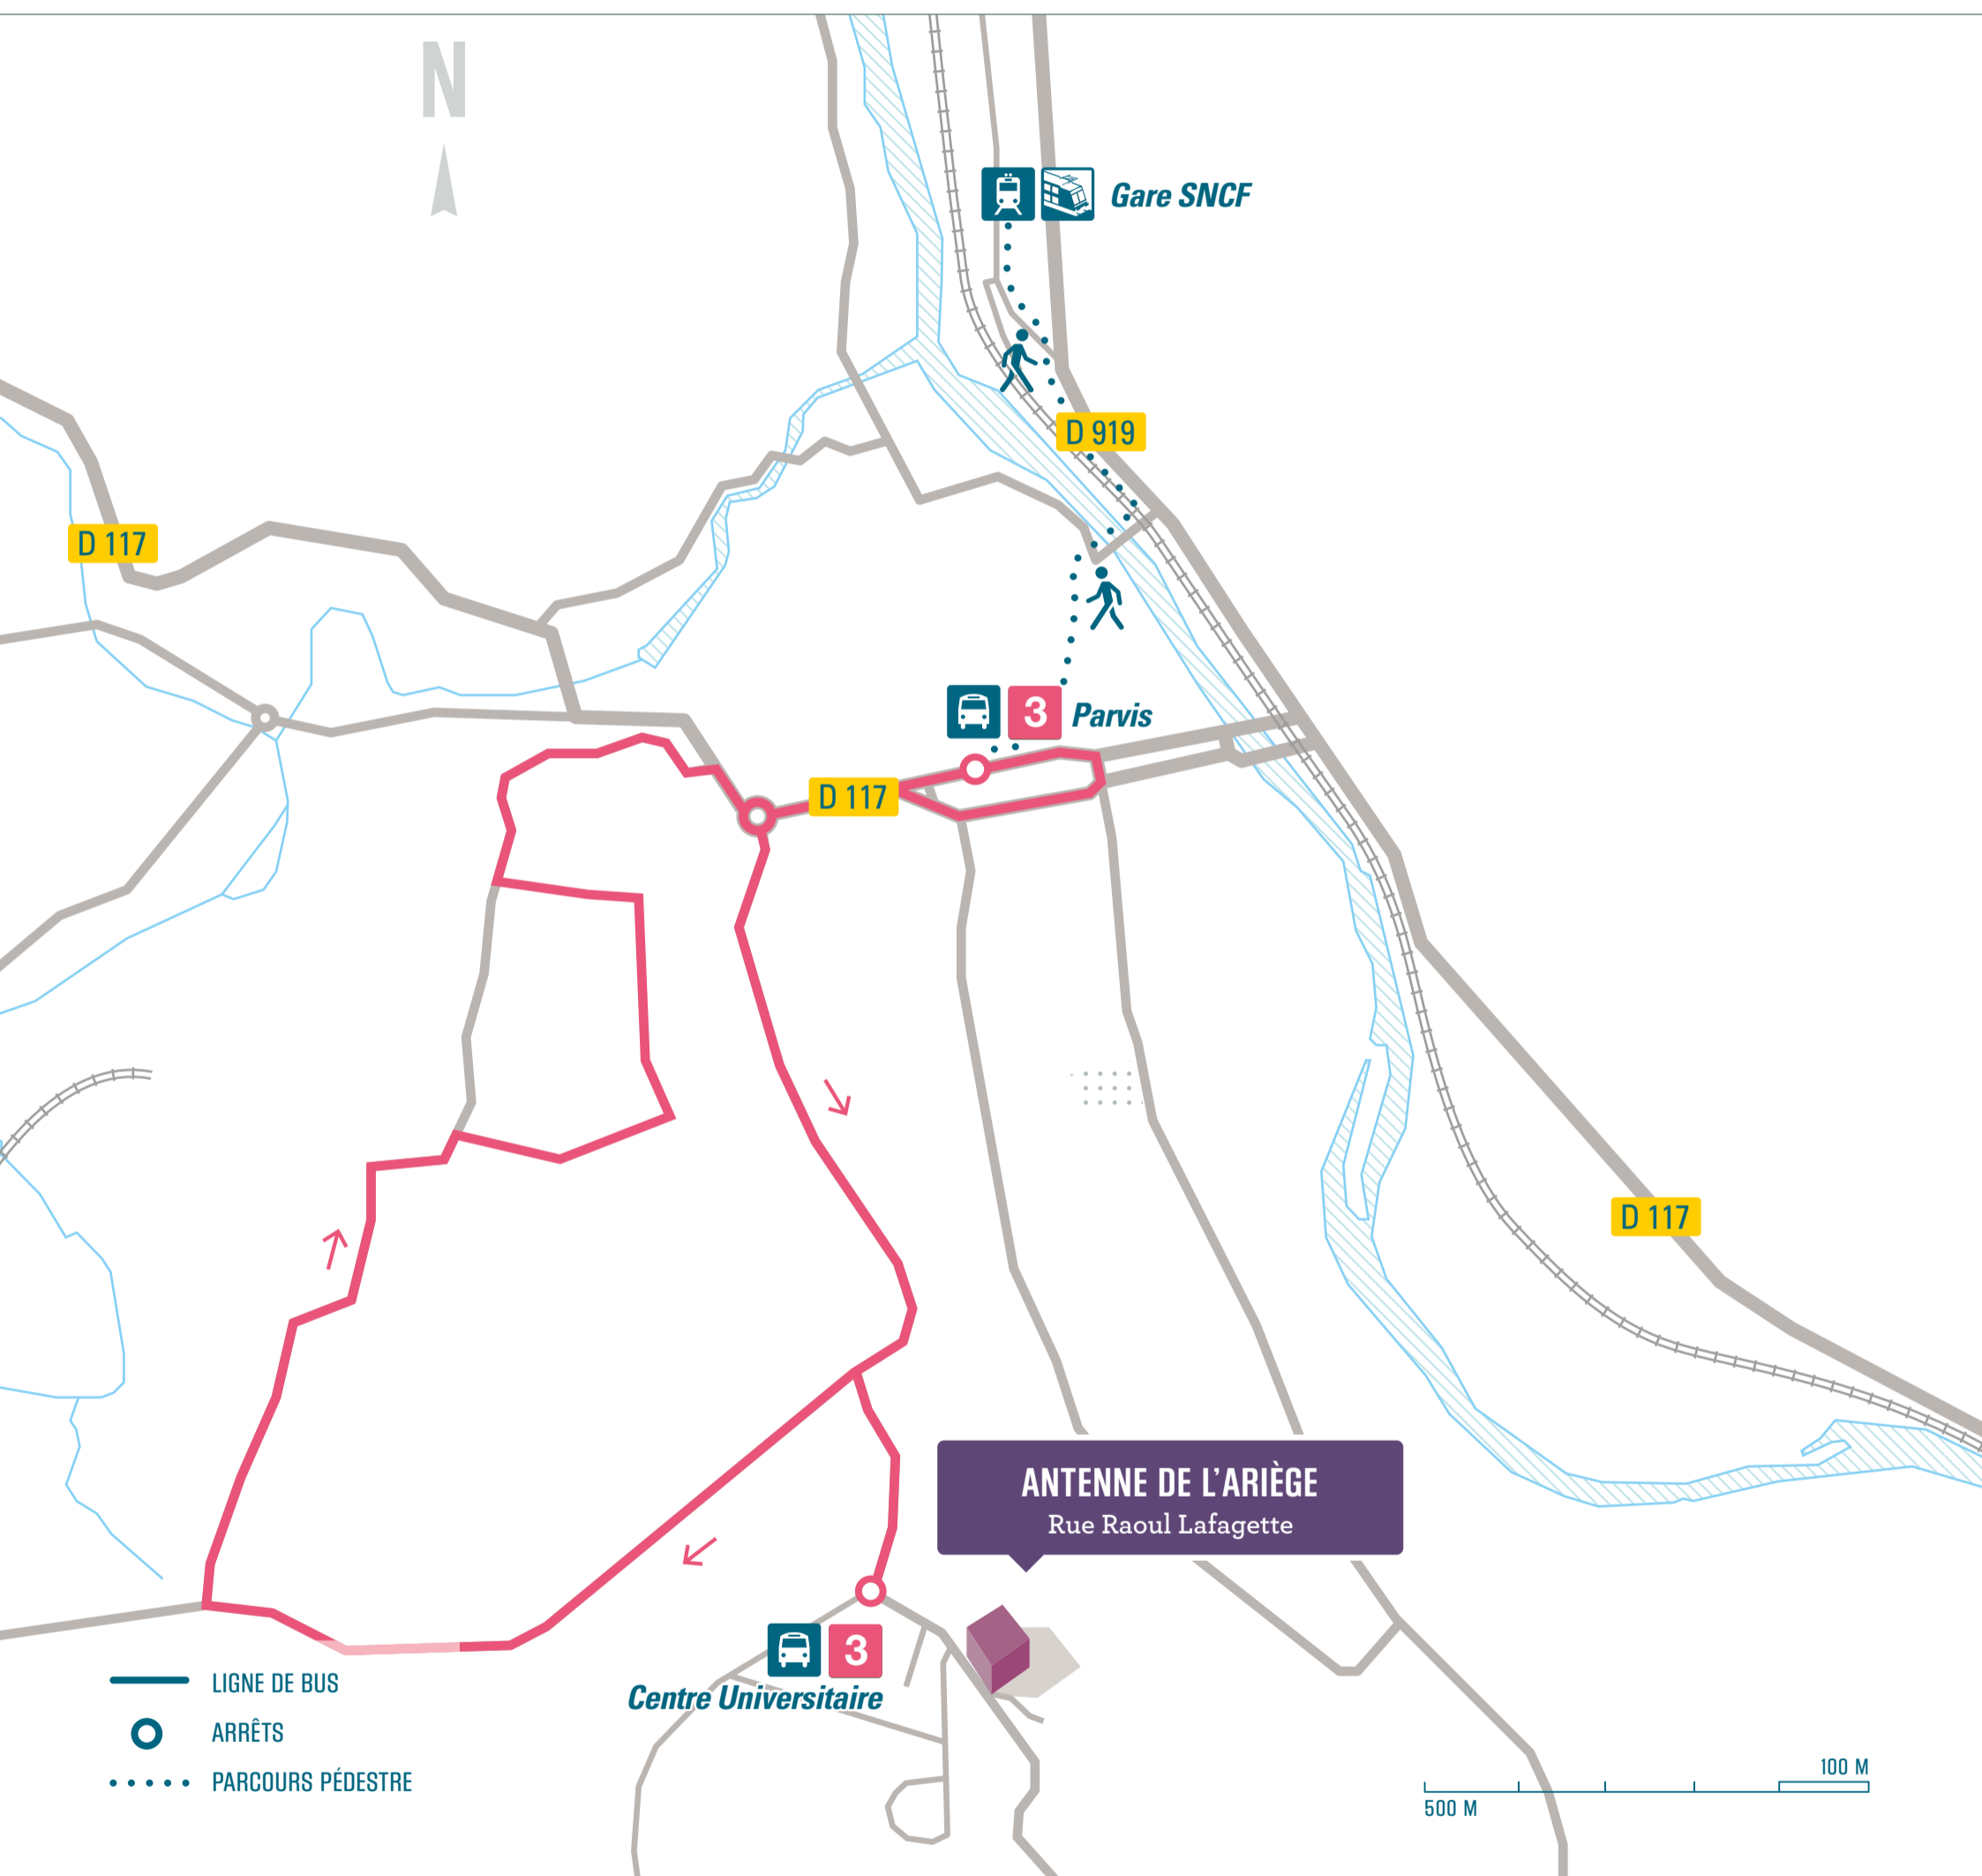 N
Gare SNCF
D 919
D 117
3
Parvis
D 117
D 117
ANTENNE DE L'ARIÈGE
Rue Raoul Lafagette
3
Centre Universitaire
LIGNE DE BUS
ARRÊTS
PARCOURS PÉDESTRE
100 M
500 M